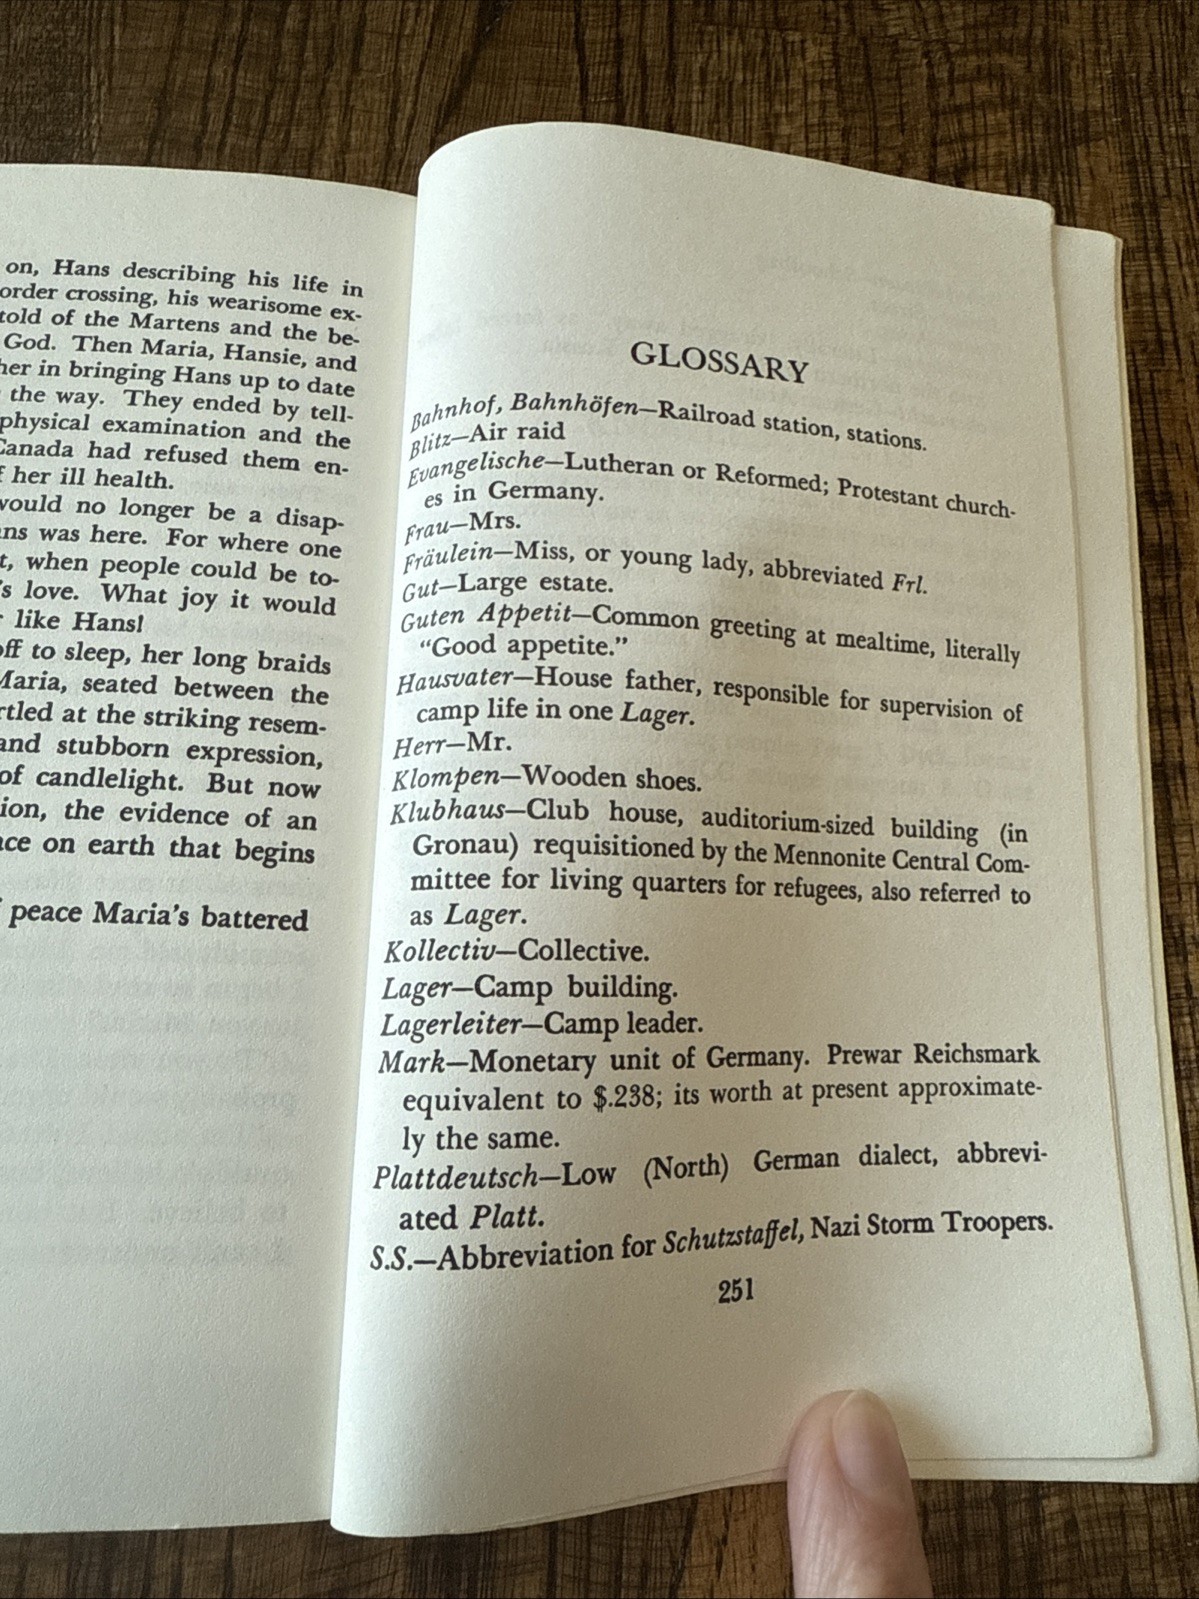 on, Hans describing his life in
order crossing, his wearisome ex-
told of the Martens and the be-
God. Then Maria, Hansie, and
her in bringing Hans up to date
the way. They ended by tell-
physical examination and the
Canada had refused them en-
her ill health.
would no longer be a disap-
ns was here. For where one
t, when people could be to-
's love. What joy it would
like Hans!
off to sleep, her long braids
Maria, seated between the
rtled at the striking resem-
and stubborn expression,
of candlelight. But now
ion, the evidence of an
ce on earth that begins
peace Maria's battered
GLOSSARY
Bahnhof, Bahnhöfen—Railroad station, stations.
Blitz—Air raid
Evangelische—Lutheran or Reformed; Protestant church-
es in Germany.
Frau—Mrs.
Fräulein—Miss, or young lady, abbreviated Frl.
Gut—Large estate.
Guten Appetit—Common greeting at mealtime, literally
"Good appetite."
Hausvater—House father, responsible for supervision of
camp life in one Lager.
Herr—Mr.
Klompen—Wooden shoes.
Klubhaus—Club house, auditorium-sized building (in
Gronau) requisitioned by the Mennonite Central Com-
mittee for living quarters for refugees, also referred to
as Lager.
Kollectiv—Collective.
Lager—Camp building.
Lagerleiter—Camp leader.
Mark—Monetary unit of Germany. Prewar Reichsmark
equivalent to $.238; its worth at present approximate-
ly the same.
Plattdeutsch—Low (North) German dialect, abbrevi-
ated Platt.
S.S.—Abbreviation for Schutzstaffel, Nazi Storm Troopers.
251